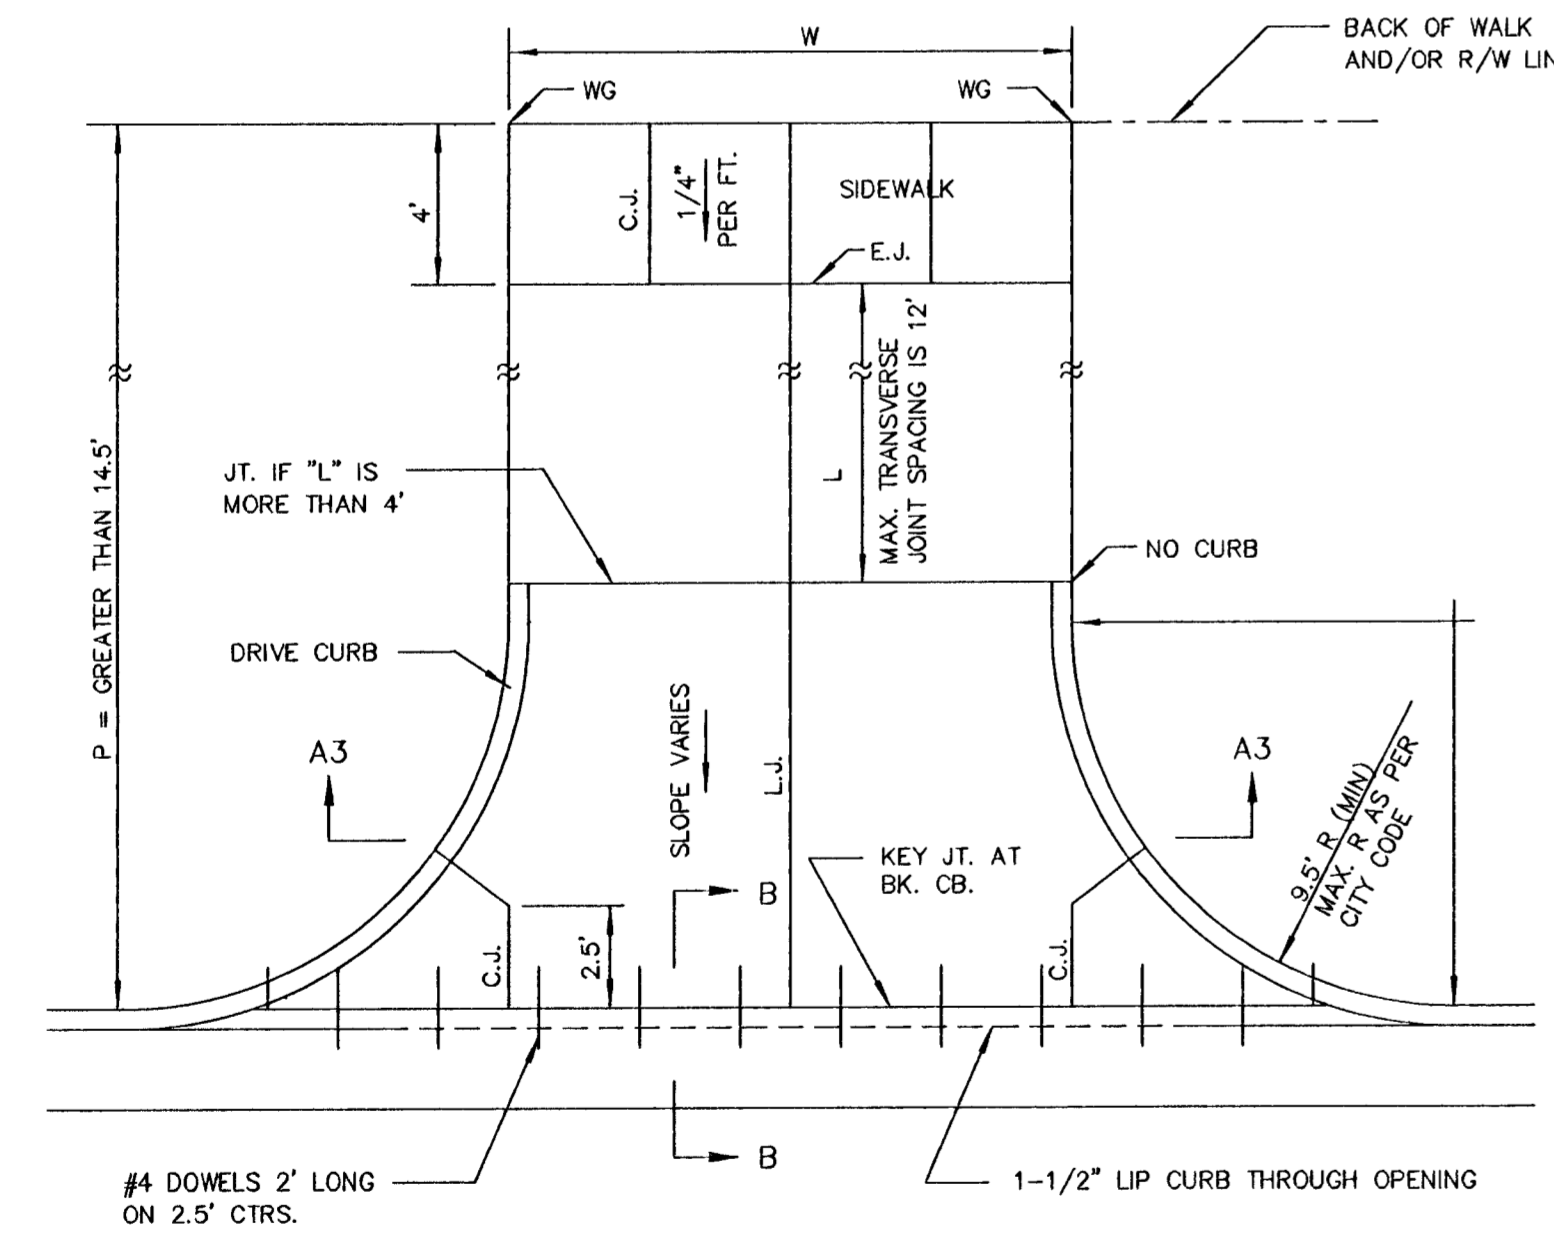 W
BACK OF WALK
AND/OR R/W LIN
WG
WG
4'
C.J.
1/4"
PER FT.
SIDEWALK
E.J.
P = GREATER THAN 14.5'
JT. IF "L" IS
MORE THAN 4'
L
MAX. TRANSVERSE
JOINT SPACING IS 12'
NO CURB
DRIVE CURB
SLOPE VARIES
L.J.
A3
A3
9.5' R (MIN)
MAX. R AS PER
CITY CODE
KEY JT. AT
BK. CB.
B
C.J.
2.5'
C.J.
B
#4 DOWELS 2' LONG
ON 2.5' CTRS.
1-1/2" LIP CURB THROUGH OPENING